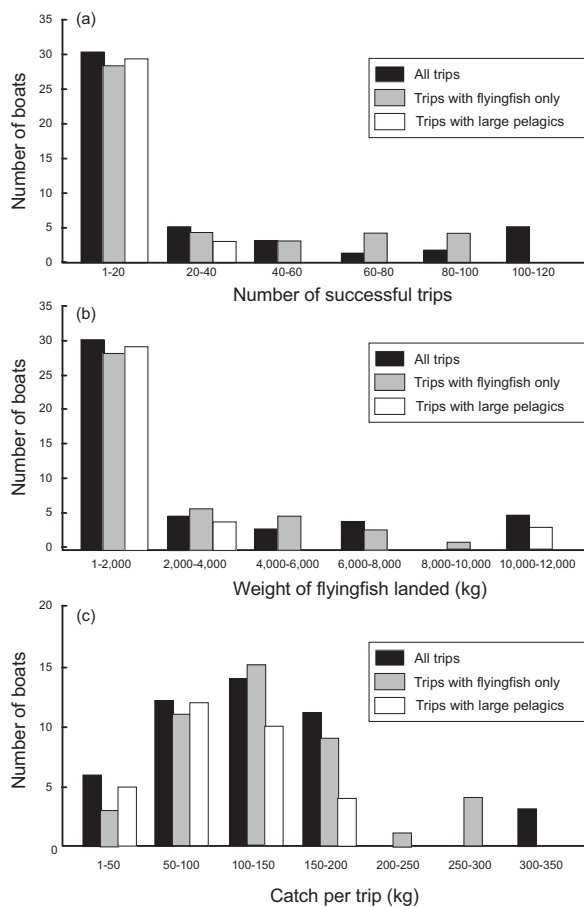 (a)
35
30
25
20
15
10
5
0
Number of boats
All trips
Trips with flyingfish only
Trips with large pelagics
1-20 20-40 40-60 60-80 80-100 100-120
Number of successful trips
(b)
35
30
25
20
15
10
5
0
Number of boats
All trips
Trips with flyingfish only
Trips with large pelagics
1-2,000 2,000-4,000 4,000-6,000 6,000-8,000 8,000-10,000 10,000-12,000
Weight of flyingfish landed (kg)
(c)
20
15
10
5
0
Number of boats
All trips
Trips with flyingfish only
Trips with large pelagics
1-50 50-100 100-150 150-200 200-250 250-300 300-350
Catch per trip (kg)